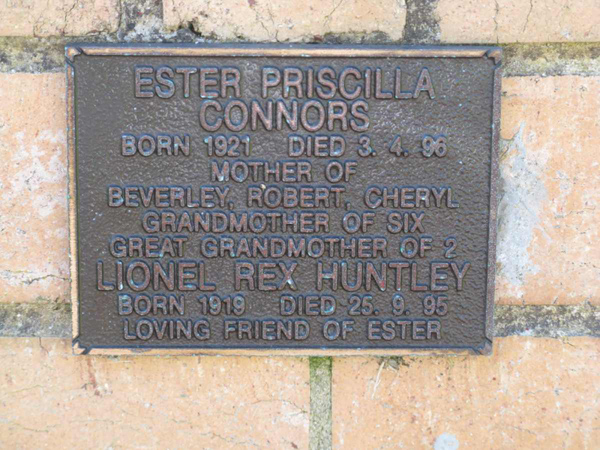 ESTER PRISCILLA
CONNORS
BORN 1921 DIED 3. 4. 96
MOTHER OF
BEVERLEY, ROBERT, CHERYL
GRANDMOTHER OF SIX
GREAT GRANDMOTHER OF 2
LIONEL REX HUNTLEY
BORN 1919 DIED 25. 9. 95
LOVING FRIEND OF ESTER